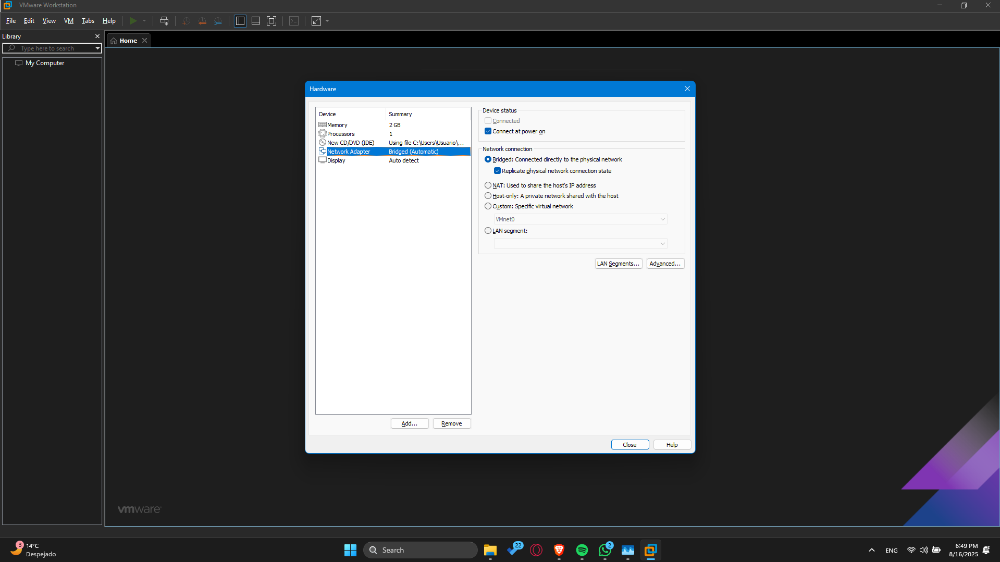 VMware Workstation
File Edit View VM Tabs Help
Library
Type here to search
My Computer
Home
Hardware
Device Summary
Memory 2 GB
Processors 1
New CD/DVD (IDE) Using file C:\Users\Usuario\...
Network Adapter Bridged (Automatic)
Display Auto detect
Add...
Remove
Device status
Connected
Connect at power on
Network connection
Bridged: Connected directly to the physical network
Replicate physical network connection state
NAT: Used to share the host's IP address
Host-only: A private network shared with the host
Custom: Specific virtual network
VMnet0
LAN segment:
LAN Segments...
Advanced...
Close
Help
vmware
3
14°C
Despejado
Search
22
2
ENG
6:49 PM
8/16/2025